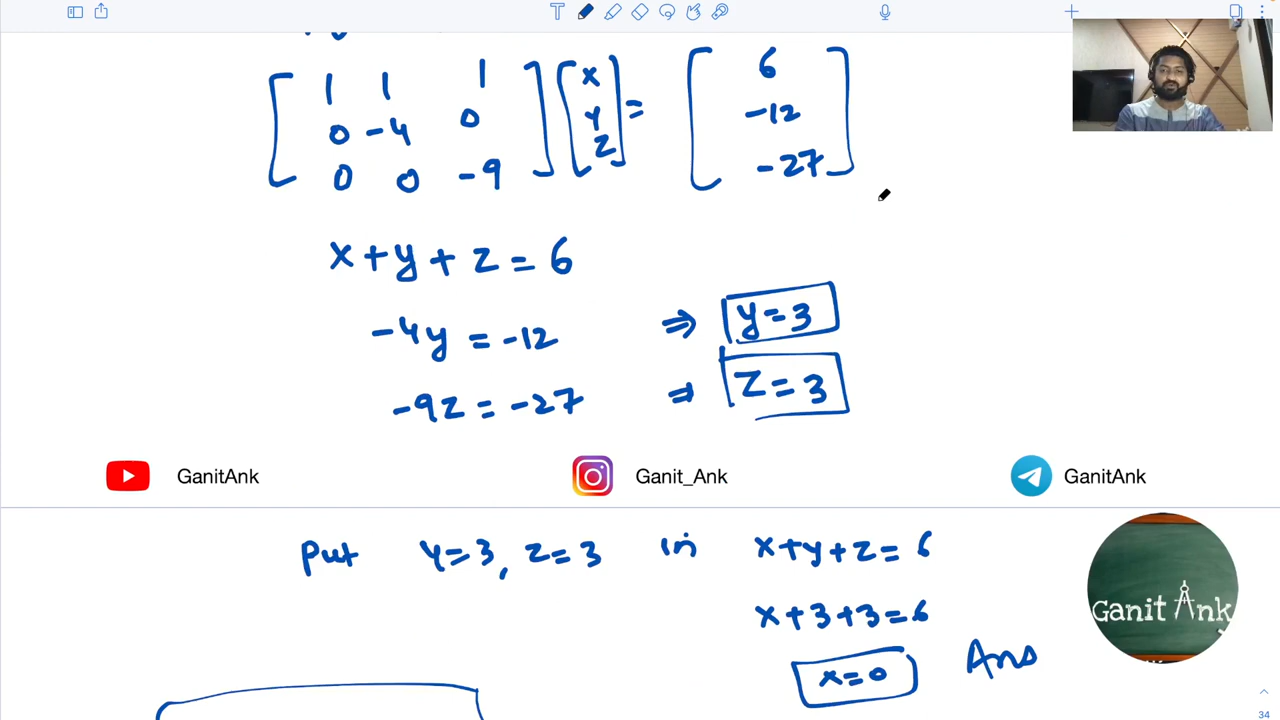 [1 1 1
0 -4 0
0 0 -9] [x
y
z] = [6
-12
-27]
x + y + z = 6
-4y = -12 ⇒ y = 3
-9z = -27 ⇒ z = 3
GanitAnk Ganit_Ank GanitAnk
Put y=3, z=3 in x+y+z=6
x+3+3=6
x=0 Ans
Ganit Ank
34